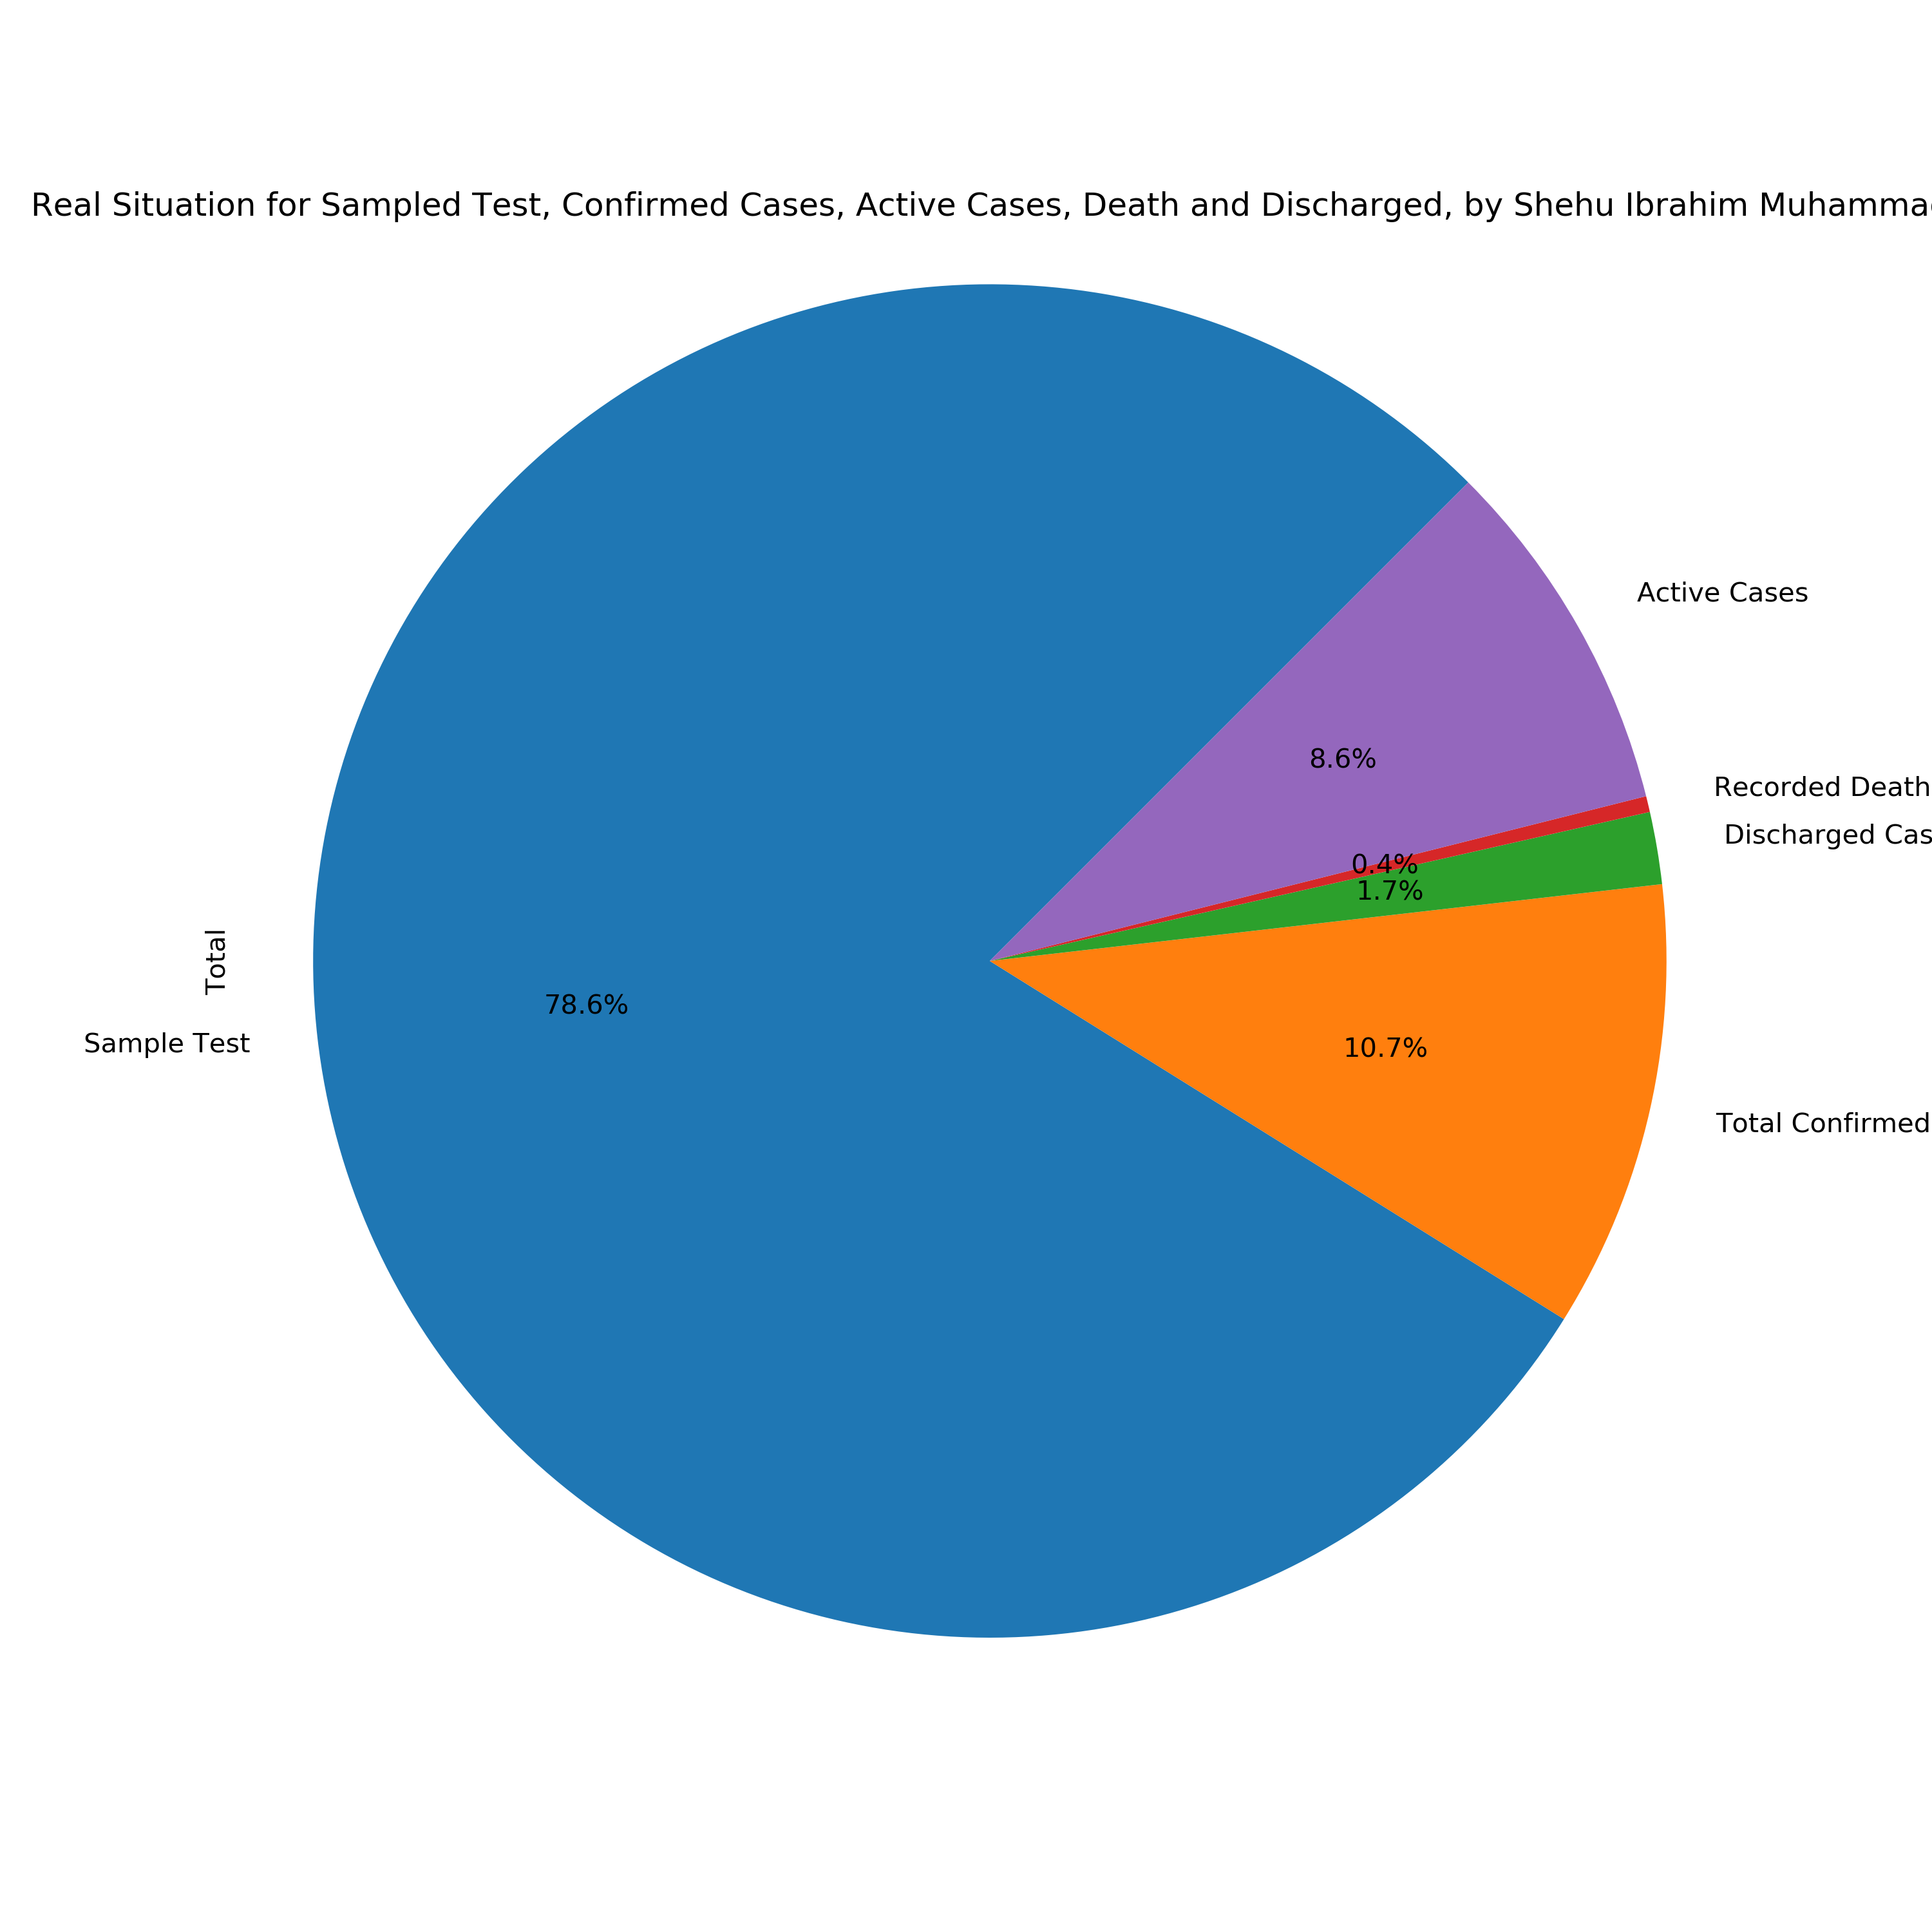 Real Situation for Sampled Test, Confirmed Cases, Active Cases, Death and Discharged, by Shehu Ibrahim Muhamma
Active Cases
8.6%
Recorded Death
Discharged Cas
0.4%
1.7%
Total
78.6%
Sample Test
10.7%
Total Confirmed